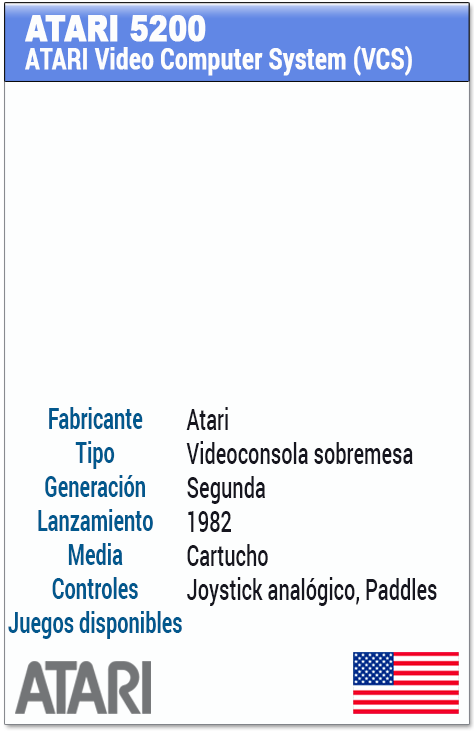 ATARI 5200
ATARI Video Computer System (VCS)
Fabricante Atari
Tipo Videoconsola sobremesa
Generación Segunda
Lanzamiento 1982
Media Cartucho
Controles Joystick analógico, Paddles
Juegos disponibles
ATARI